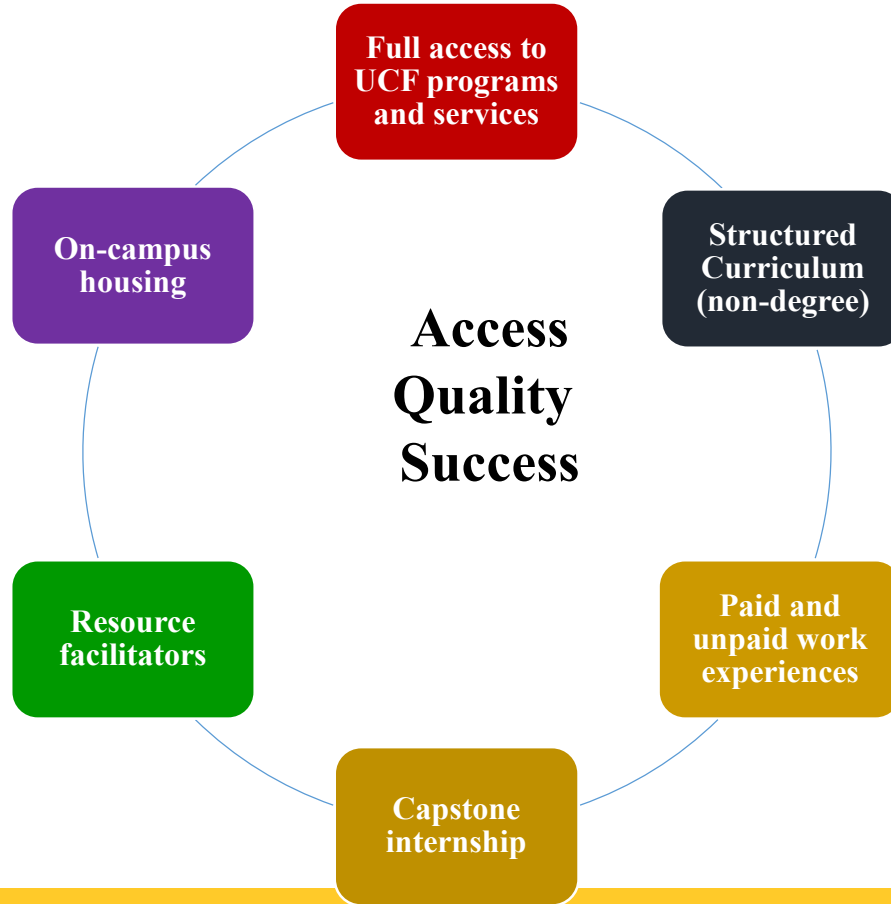 Full access to
UCF programs
and services
Structured
Curriculum
(non-degree)
Paid and
unpaid work
experiences
Capstone
internship
Resource
facilitators
On-campus
housing
Access
Quality
Success